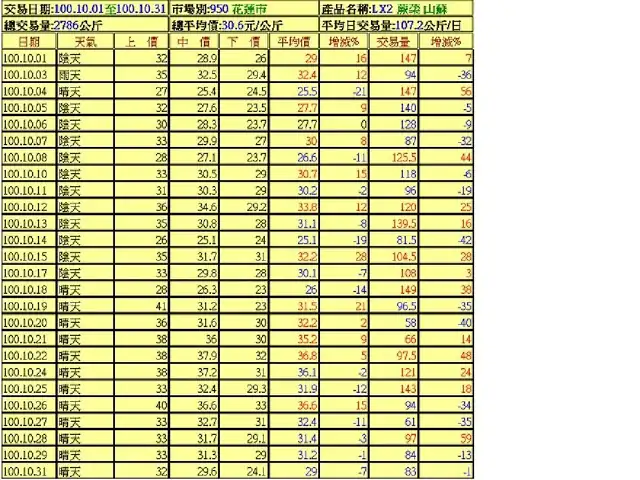 交易日期:100.10.01至100.10.31 市場別:950 花蓮市 產品名稱:LX2 蕨菜 山蘇
總交易量:2786公斤 總平均價:30.6元/公斤 平均日交易量:107.2公斤/日
日期 天氣 上 價 中 價 下 價 平均價 增減% 交易量 增減%
100.10.01 陰天 32 28.9 26 29 16 147 7
100.10.03 雨天 35 32.5 29.4 32.4 12 94 -36
100.10.04 晴天 27 25.4 24.5 25.5 -21 147 56
100.10.05 陰天 32 27.6 23.5 27.7 9 140 -5
100.10.06 陰天 30 28.3 23.7 27.7 0 128 -9
100.10.07 陰天 33 29.9 27 30 8 87 -32
100.10.08 陰天 28 27.1 23.7 26.6 -11 125.5 44
100.10.10 陰天 33 30.5 29 30.7 15 118 -6
100.10.11 陰天 31 30.3 29 30.2 -2 96 -19
100.10.12 陰天 36 34.6 29.2 33.8 12 120 25
100.10.13 陰天 35 30.8 28 31.1 -8 139.5 16
100.10.14 陰天 26 25.1 24 25.1 -19 81.5 -42
100.10.15 陰天 35 31.7 31 32.2 28 104.5 28
100.10.17 陰天 33 29.8 28 30.1 -7 108 3
100.10.18 晴天 28 26.3 23 26 -14 149 38
100.10.19 晴天 41 31.2 23 31.5 21 96.5 -35
100.10.20 晴天 36 31.6 30 32.2 2 58 -40
100.10.21 晴天 38 36 30 35.2 9 66 14
100.10.22 晴天 38 37.9 32 36.8 5 97.5 48
100.10.24 晴天 38 37.2 31 36.1 -2 121 24
100.10.25 晴天 33 32.4 29.3 31.9 -12 143 18
100.10.26 晴天 40 36.6 33 36.6 15 94 -34
100.10.27 晴天 33 32.7 31 32.4 -11 61 -35
100.10.28 晴天 33 31.7 29.1 31.4 -3 97 59
100.10.29 晴天 33 31.3 29 31.2 -1 84 -13
100.10.31 晴天 32 29.6 24.1 29 -7 83 -1